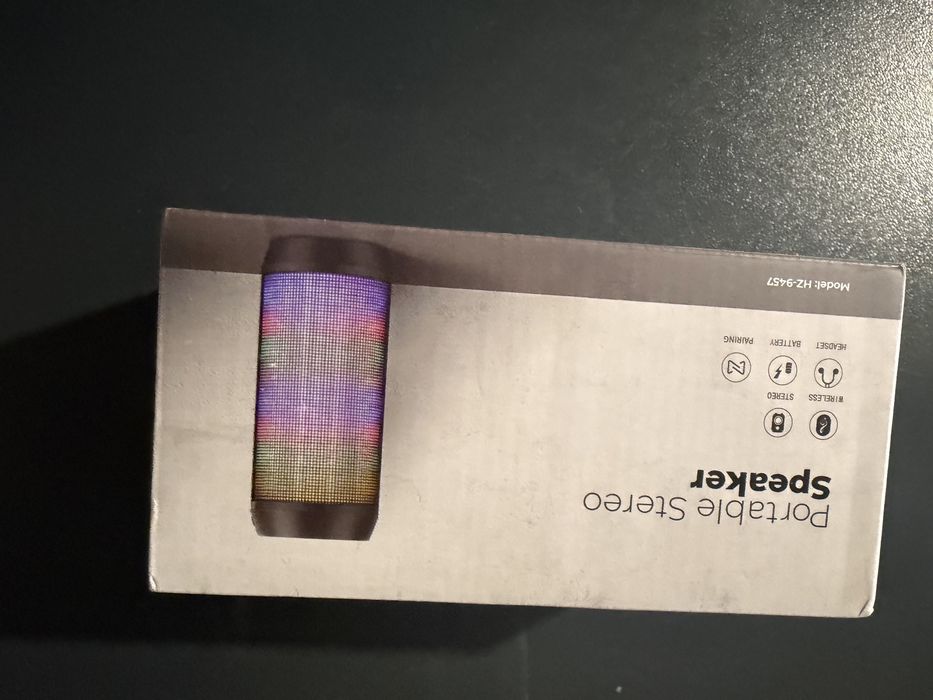 Portable Stereo
Speaker
WIRELESS STEREO
HEADSET BATTERY PAIRING
Model: HZ-9457